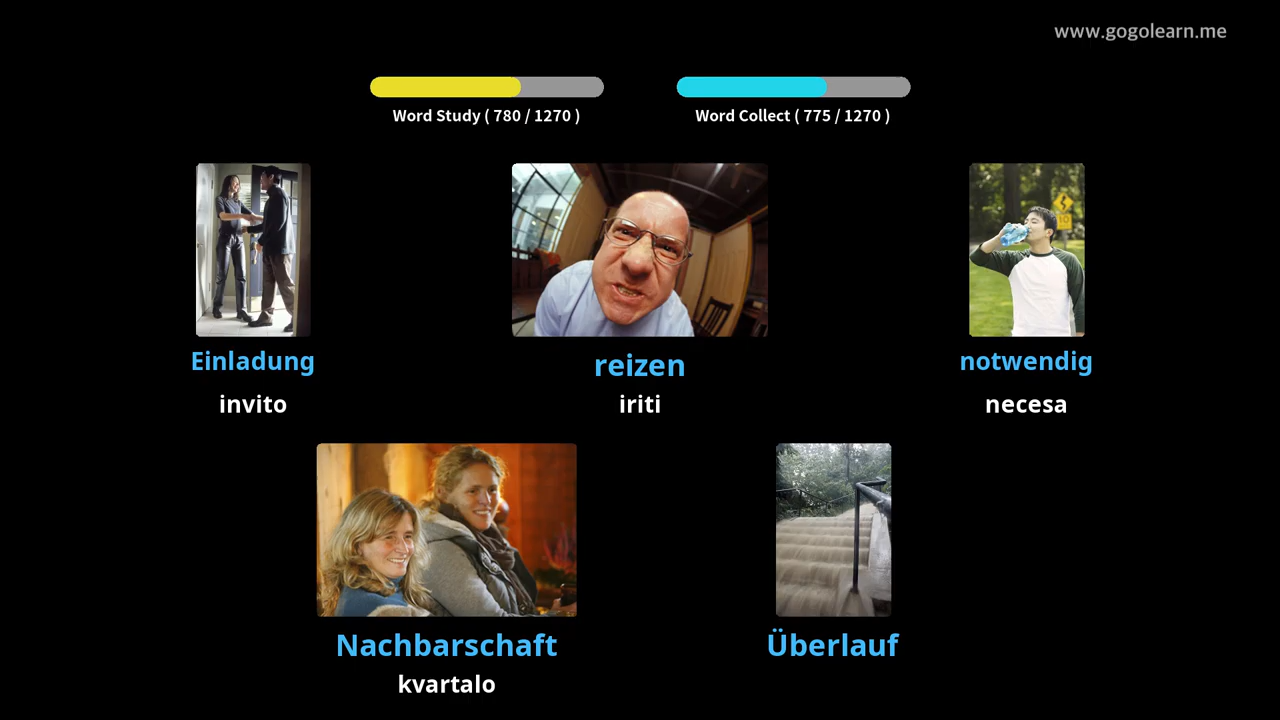 www.gogolearn.me
Word Study ( 780 / 1270 )
Word Collect ( 775 / 1270 )
Einladung
invito
reizen
iriti
notwendig
necesa
Nachbarschaft
kvartalo
Überlauf